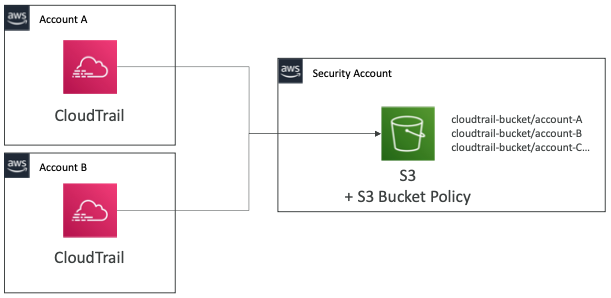 aws
Account A
CloudTrail
aws
Account B
CloudTrail
aws
Security Account
cloudtrail-bucket/account-A
cloudtrail-bucket/account-B
cloudtrail-bucket/account-C...
S3
+ S3 Bucket Policy